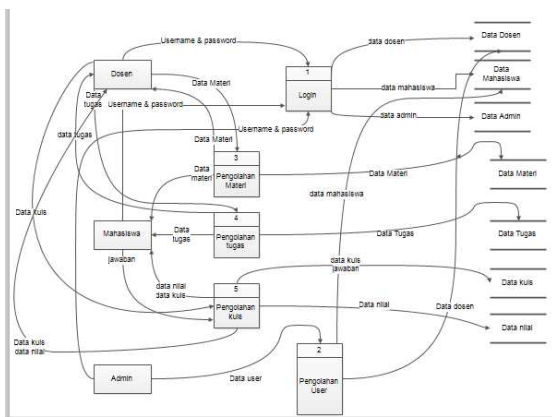 Username & password
Data Dosen
data dosen
Dosen
1
Login
Data
Mahasiswa
Data Materi
data mahasiswa
Data
tugas
Username & password
data admin
Data Admin
Username & password
data tugas
Data Materi
3
Pengolahan
Materi
Data
materi
Data Materi
Data Materi
data mahasiswa
Data kuis
4
Pengolahan
tugas
Mahasiswa
Data
tugas
Data Tugas
Data Tugas
jawaban
data kuis
jawaban
data nilai
data kuis
5
Pengolahan
kuis
Data kuis
Data nilai
Data dosen
Data nilai
Data kuis
data nilai
2
Pengolahan
User
Admin
Data user